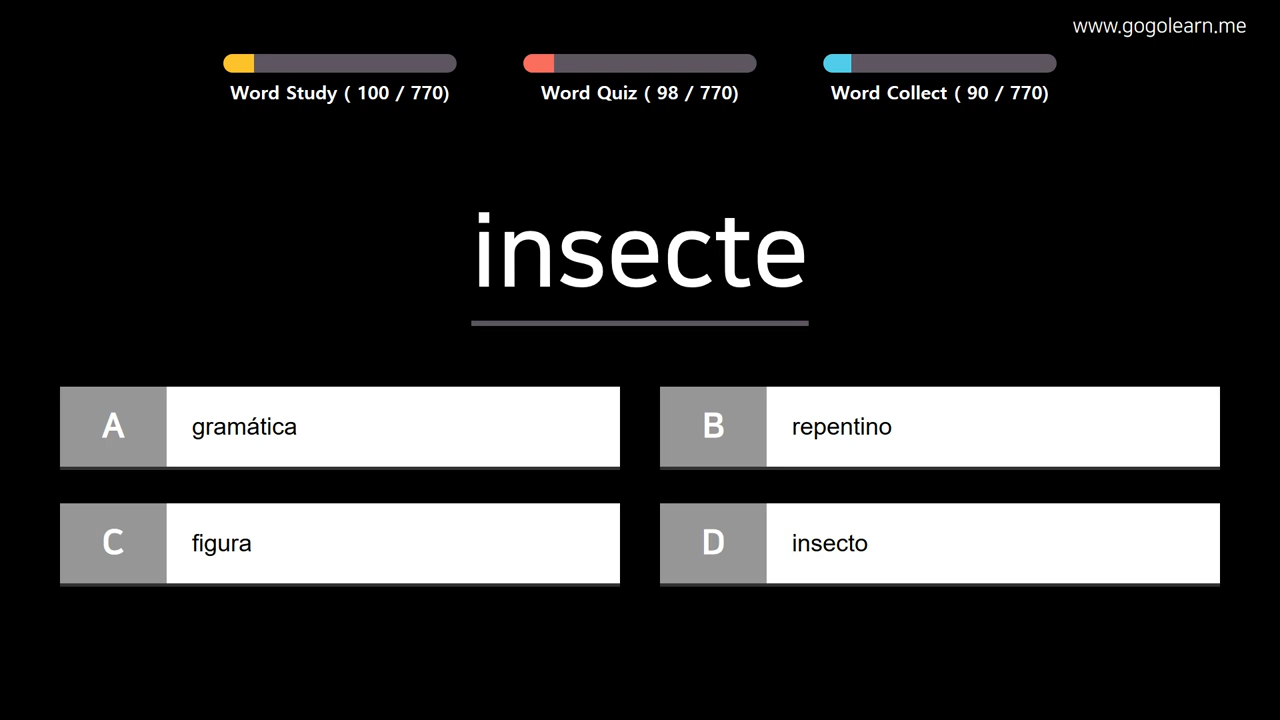 www.gogolearn.me
Word Study ( 100 / 770)
Word Quiz ( 98 / 770)
Word Collect ( 90 / 770)
insecte
A gramática
B repentino
C figura
D insecto